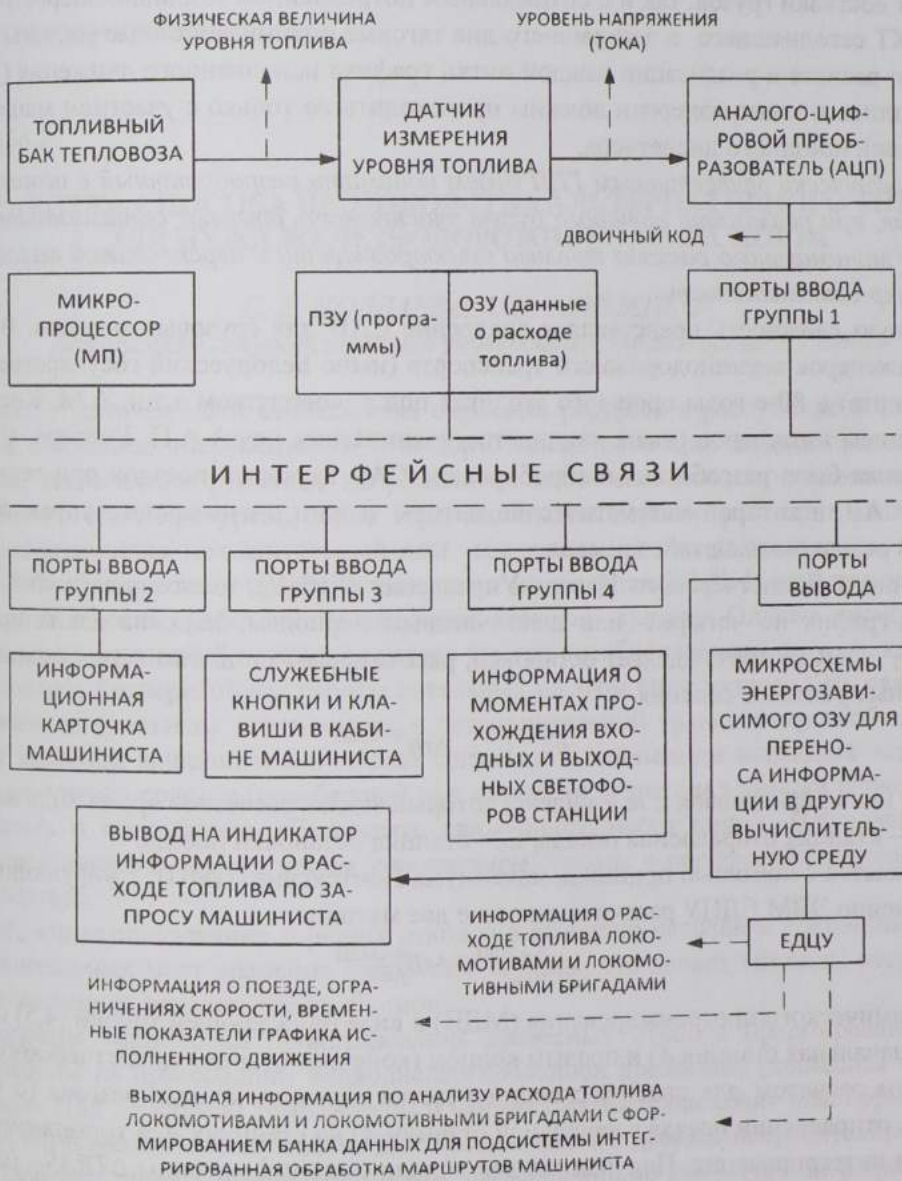 ФИЗИЧЕСКАЯ ВЕЛИЧИНА
УРОВНЯ ТОПЛИВА
УРОВЕНЬ НАПРЯЖЕНИЯ
(ТОКА)
ТОПЛИВНЫЙ
БАК ТЕПЛОВОЗА
ДАТЧИК
ИЗМЕРЕНИЯ
УРОВНЯ ТОПЛИВА
АНАЛОГО-ЦИФ-
РОВОЙ ПРЕОБ-
РАЗОВАТЕЛЬ (АЦП)
ДВОИЧНЫЙ КОД
МИКРО-
ПРОЦЕССОР
(МП)
ПЗУ (програ-
ммы)
ОЗУ (данные
о расходе
топлива)
ПОРТЫ ВВОДА
ГРУППЫ 1
ИНТЕРФЕЙСНЫЕ СВЯЗИ
ПОРТЫ ВВОДА
ГРУППЫ 2
ПОРТЫ ВВОДА
ГРУППЫ 3
ПОРТЫ ВВОДА
ГРУППЫ 4
ПОРТЫ
ВЫВОДА
ИНФОРМА-
ЦИОННАЯ
КАРТОЧКА
МАШИНИСТА
СЛУЖЕБНЫЕ
КНОПКИ И КЛА-
ВИШИ В КАБИ-
НЕ МАШИНИСТА
ИНФОРМАЦИЯ О
МОМЕНТАХ ПРО-
ХОЖДЕНИЯ ВХО-
ДНЫХ И ВЫХОД-
НЫХ СВЕТОФО-
РОВ СТАНЦИИ
МИКРОСХЕМЫ
ЭНЕРГОЗАВИ-
СИМОГО ОЗУ ДЛЯ
ПЕРЕНО-
СА ИНФОРМА-
ЦИИ В ДРУГУЮ
ВЫЧИСЛИТЕЛЬ-
НУЮ СРЕДУ
ВЫВОД НА ИНДИКАТОР
ИНФОРМАЦИИ О РАС-
ХОДЕ ТОПЛИВА ПО ЗА-
ПРОСУ МАШИНИСТА
ИНФОРМАЦИЯ О РАС-
ХОДЕ ТОПЛИВА ЛОКО-
МОТИВАМИ И ЛОКОМО-
ТИВНЫМИ БРИГАДАМИ
ЕДЦУ
ИНФОРМАЦИЯ О ПОЕЗДЕ, ОГРА-
НИЧЕНИЯХ СКОРОСТИ, ВРЕМЕН-
НЫЕ ПОКАЗАТЕЛИ ГРАФИКА ИС-
ПОЛНЕННОГО ДВИЖЕНИЯ
ВЫХОДНАЯ ИНФОРМАЦИЯ ПО АНАЛИЗУ РАСХОДА ТОПЛИВА
ЛОКОМОТИВАМИ И ЛОКОМОТИВНЫМИ БРИГАДАМИ С ФОР-
МИРОВАНИЕМ БАНКА ДАННЫХ ДЛЯ ПОДСИСТЕМЫ ИНТЕГ-
РИРОВАННАЯ ОБРАБОТКА МАРШРУТОВ МАШИНИСТА